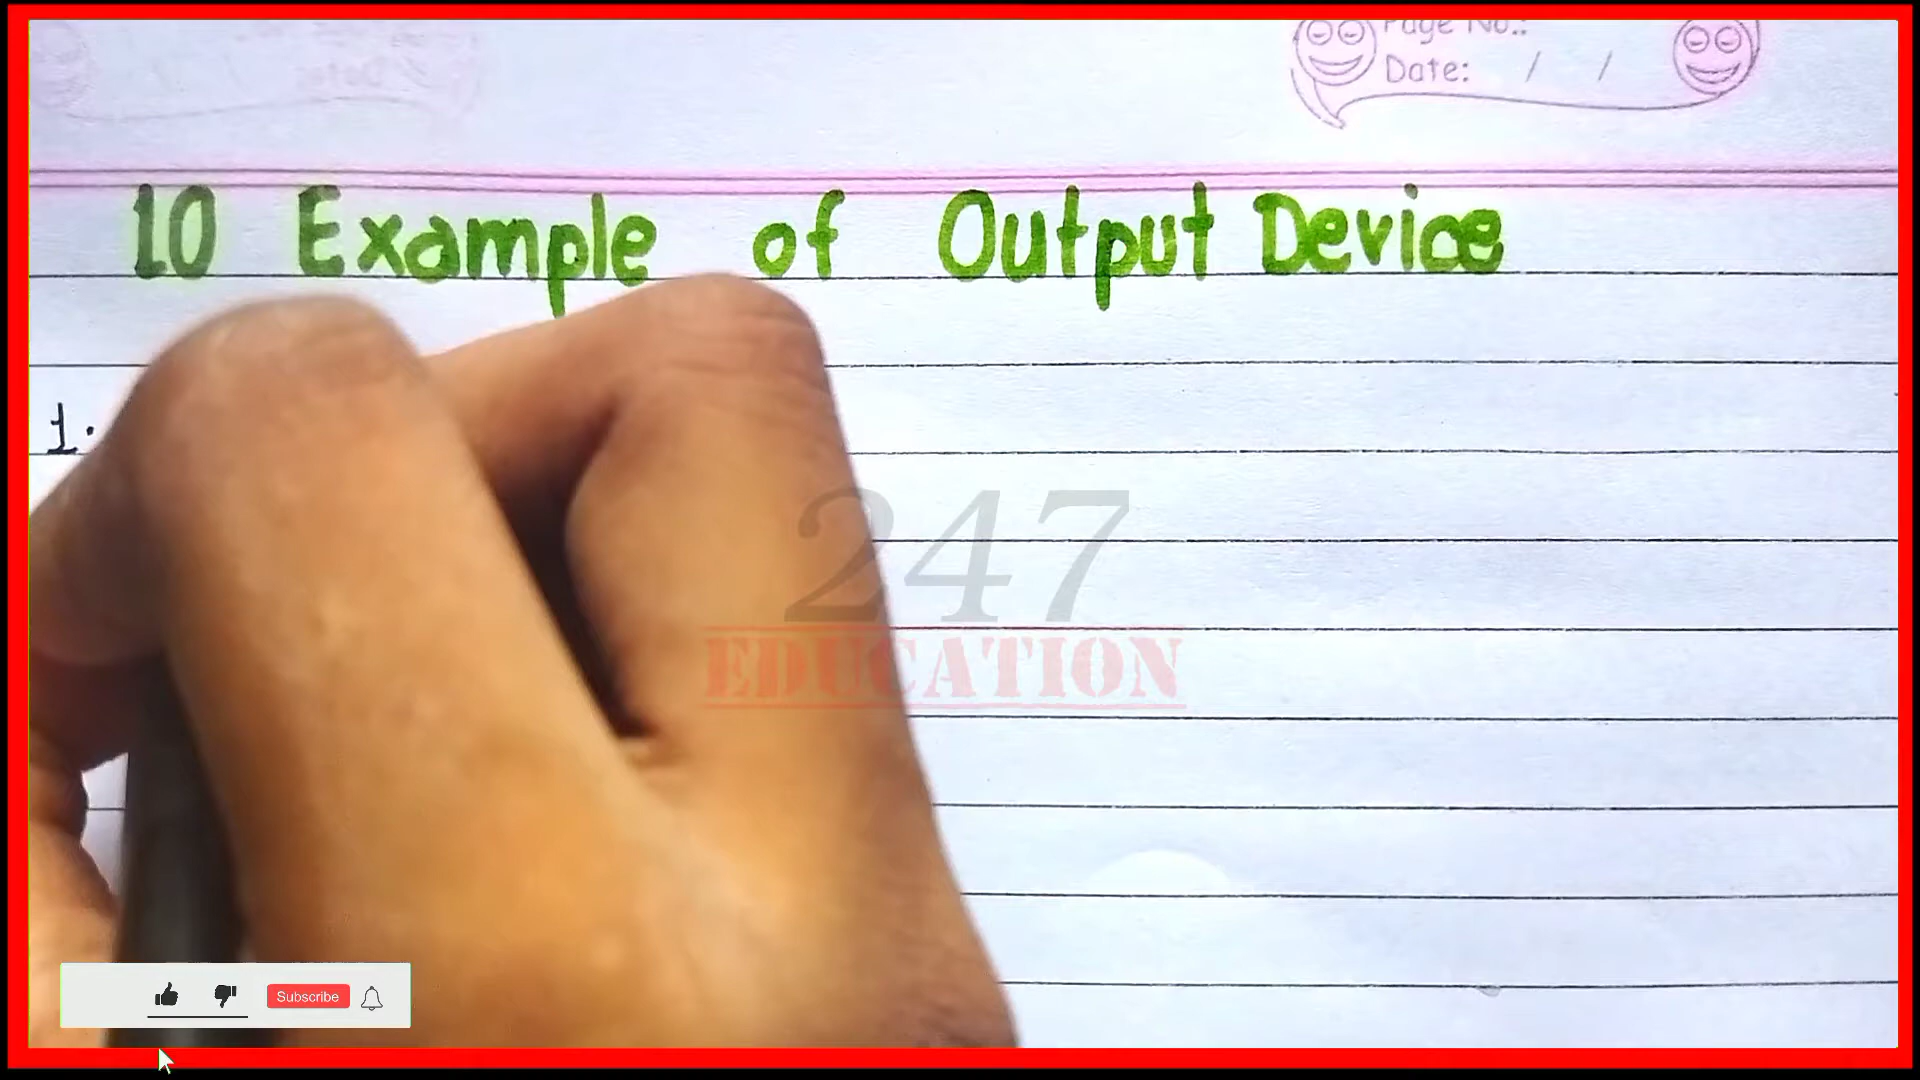 Page No.:
Date: / /
10 Example of Output Device
1.
247
EDUCATION
Subscribe